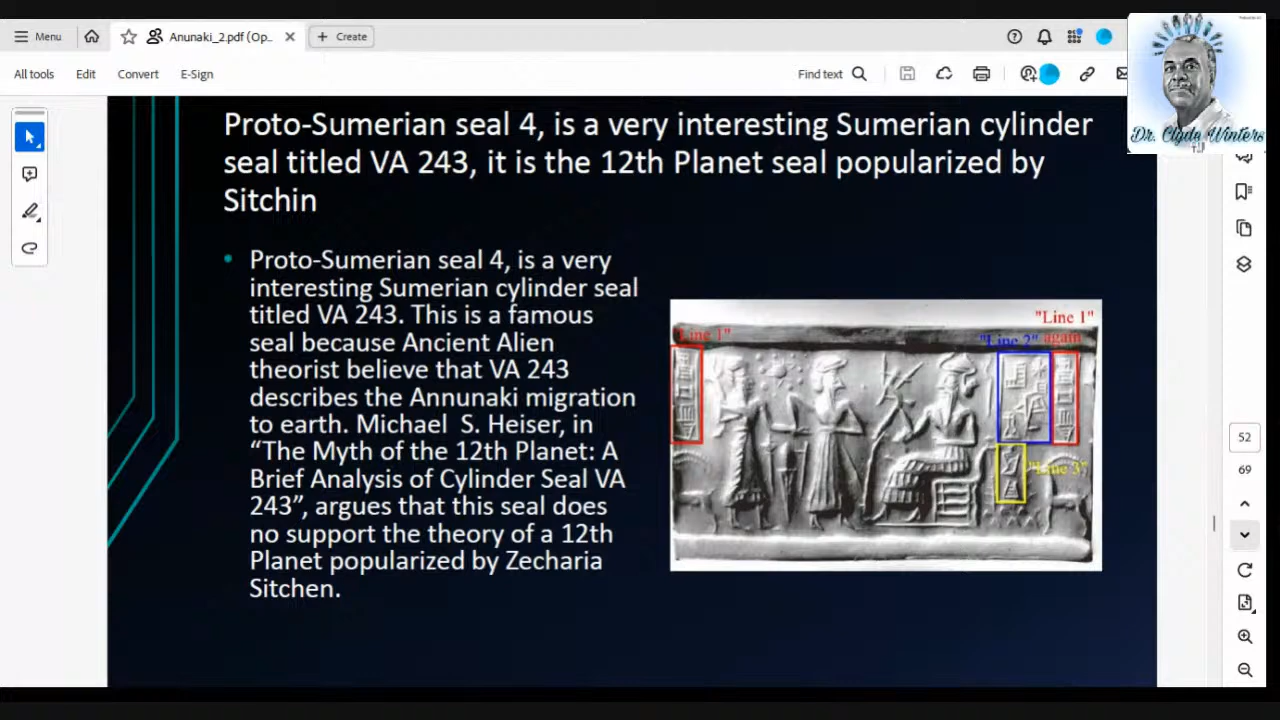 Menu
Anunaki_2.pdf (Op...
Create
All tools
Edit
Convert
E-Sign
Find text
Dr. Clyde Winters
Proto-Sumerian seal 4, is a very interesting Sumerian cylinder
seal titled VA 243, it is the 12th Planet seal popularized by
Sitchin
• Proto-Sumerian seal 4, is a very
interesting Sumerian cylinder seal
titled VA 243. This is a famous
seal because Ancient Alien
theorist believe that VA 243
describes the Annunaki migration
to earth. Michael S. Heiser, in
“The Myth of the 12th Planet: A
Brief Analysis of Cylinder Seal VA
243”, argues that this seal does
no support the theory of a 12th
Planet popularized by Zecharia
Sitchen.
"Line 1"
"Line 1"
again
"Line 2"
"Line 3"
52
69